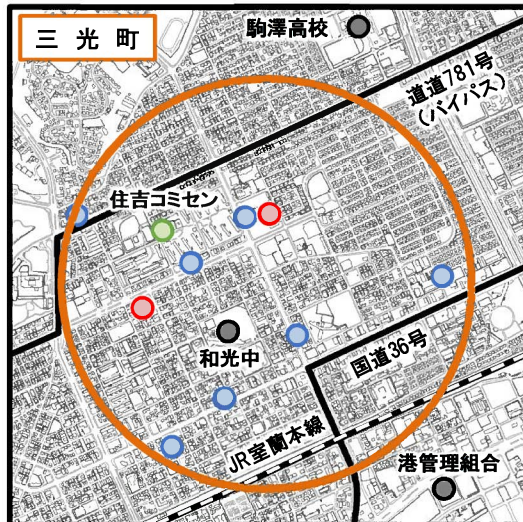 三光町
駒澤高校
道道781号
(バイパス)
住吉コミセン
和光中
国道36号
JR室蘭本線
港管理組合